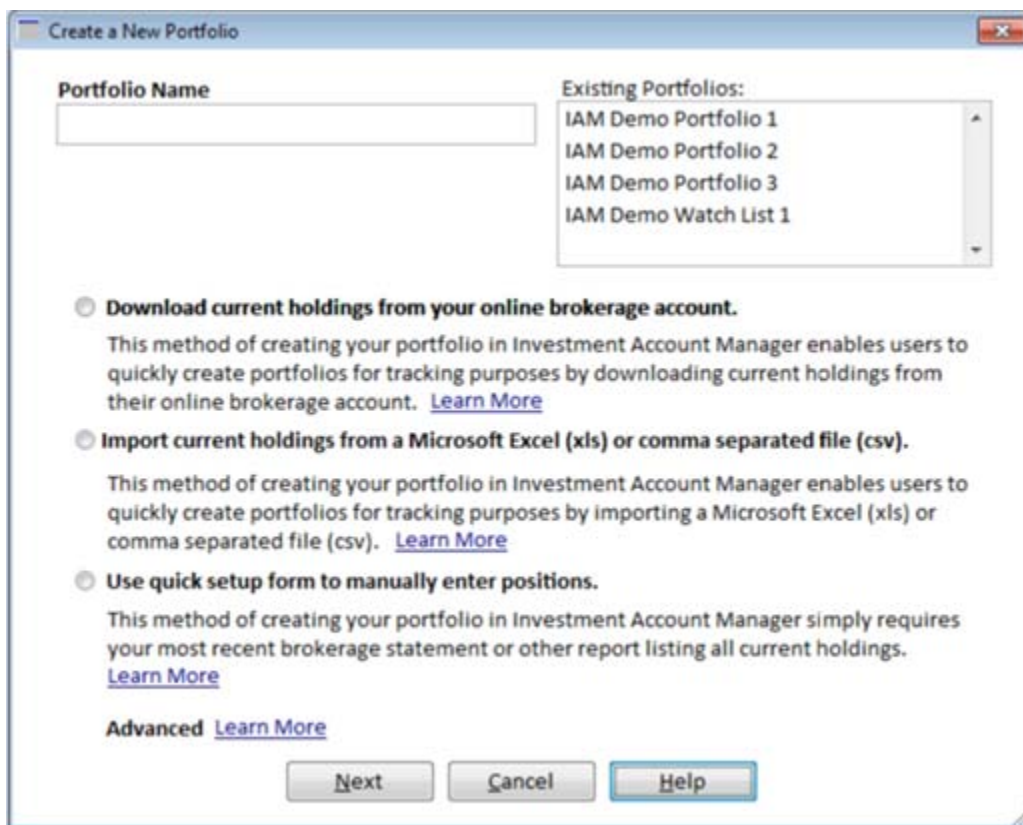 Create a New Portfolio
Portfolio Name
Existing Portfolios:
IAM Demo Portfolio 1
IAM Demo Portfolio 2
IAM Demo Portfolio 3
IAM Demo Watch List 1
Download current holdings from your online brokerage account.
This method of creating your portfolio in Investment Account Manager enables users to
quickly create portfolios for tracking purposes by downloading current holdings from
their online brokerage account. Learn More
Import current holdings from a Microsoft Excel (xls) or comma separated file (csv).
This method of creating your portfolio in Investment Account Manager enables users to
quickly create portfolios for tracking purposes by importing a Microsoft Excel (xls) or
comma separated file (csv). Learn More
Use quick setup form to manually enter positions.
This method of creating your portfolio in Investment Account Manager simply requires
your most recent brokerage statement or other report listing all current holdings.
Learn More
Advanced Learn More
Next Cancel Help